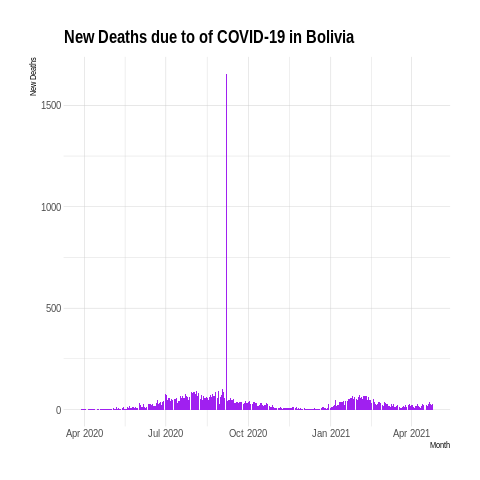 New Deaths due to of COVID-19 in Bolivia
New Deaths
1500
1000
500
0
Apr 2020 Jul 2020 Oct 2020 Jan 2021 Apr 2021
Month